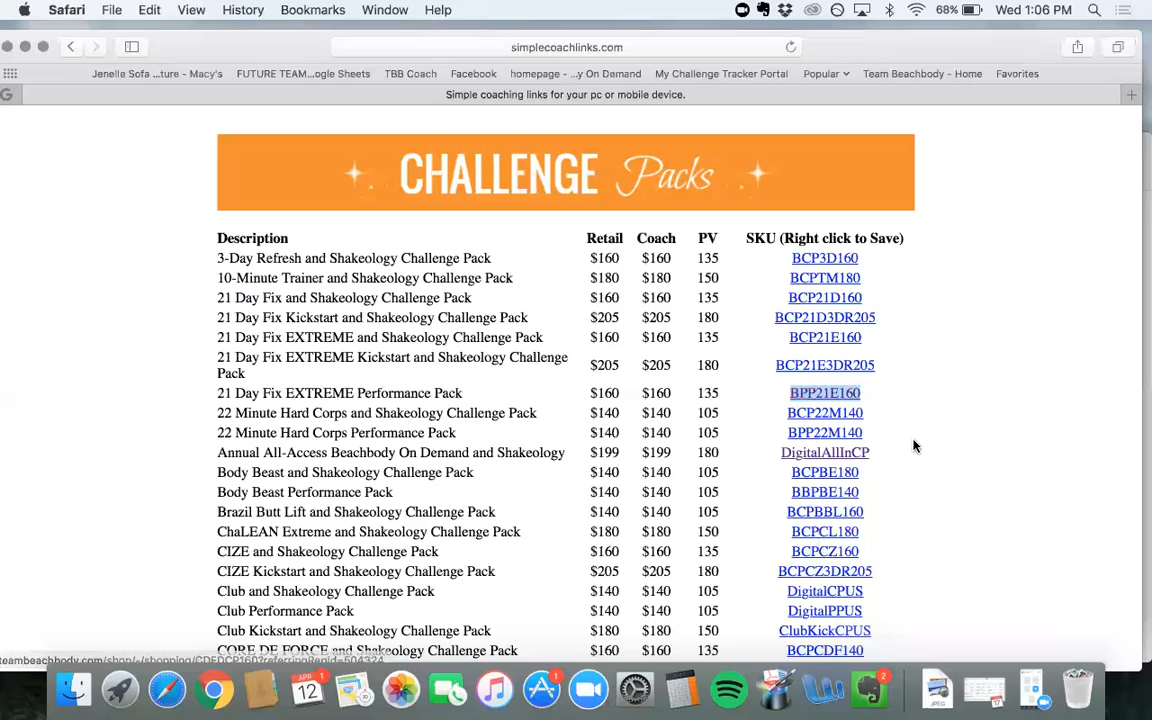 Safari File Edit View History Bookmarks Window Help 68% Wed 1:06 PM
simplecoachlinks.com
Jenelle Sofa ...ture - Macy's FUTURE TEAM...ogle Sheets TBB Coach Facebook homepage - ...y On Demand My Challenge Tracker Portal Popular Team Beachbody - Home Favorites
G Simple coaching links for your pc or mobile device. +
CHALLENGE Packs
Description Retail Coach PV SKU (Right click to Save)
3-Day Refresh and Shakeology Challenge Pack $160 $160 135 BCP3D160
10-Minute Trainer and Shakeology Challenge Pack $180 $180 150 BCPTM180
21 Day Fix and Shakeology Challenge Pack $160 $160 135 BCP21D160
21 Day Fix Kickstart and Shakeology Challenge Pack $205 $205 180 BCP21D3DR205
21 Day Fix EXTREME and Shakeology Challenge Pack $160 $160 135 BCP21E160
21 Day Fix EXTREME Kickstart and Shakeology Challenge
Pack $205 $205 180 BCP21E3DR205
21 Day Fix EXTREME Performance Pack $160 $160 135 BPP21E160
22 Minute Hard Corps and Shakeology Challenge Pack $140 $140 105 BCP22M140
22 Minute Hard Corps Performance Pack $140 $140 105 BPP22M140
Annual All-Access Beachbody On Demand and Shakeology $199 $199 180 DigitalAllInCP
Body Beast and Shakeology Challenge Pack $140 $140 105 BCPBE180
Body Beast Performance Pack $140 $140 105 BBPBE140
Brazil Butt Lift and Shakeology Challenge Pack $140 $140 105 BCPBBL160
ChaLEAN Extreme and Shakeology Challenge Pack $180 $180 150 BCPCL180
CIZE and Shakeology Challenge Pack $160 $160 135 BCPCZ160
CIZE Kickstart and Shakeology Challenge Pack $205 $205 180 BCPCZ3DR205
Club and Shakeology Challenge Pack $140 $140 105 DigitalCPUS
Club Performance Pack $140 $140 105 DigitalPPUS
Club Kickstart and Shakeology Challenge Pack $180 $180 150 ClubKickCPUS
CORE DE FORCE and Shakeology Challenge Pack $160 $160 135 BCPCDF140
APR 12 1 1 2 17 JPEG